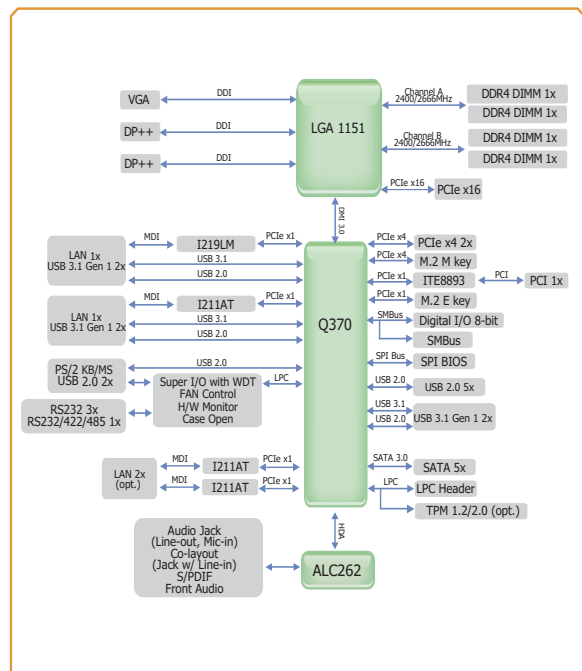 VGA
DDI
DP++
DDI
DP++
DDI
LGA 1151
Channel A
2400/2666MHz
DDR4 DIMM 1x
DDR4 DIMM 1x
Channel B
2400/2666MHz
DDR4 DIMM 1x
DDR4 DIMM 1x
PCIe x16
PCIe x16
DMI 3.0
LAN 1x
USB 3.1 Gen 1 2x
MDI
I219LM
PCIe x1
USB 3.1
USB 2.0
LAN 1x
USB 3.1 Gen 1 2x
MDI
I211AT
PCIe x1
USB 3.1
USB 2.0
PS/2 KB/MS
USB 2.0 2x
USB 2.0
Super I/O with WDT
FAN Control
H/W Monitor
Case Open
LPC
RS232 3x
RS232/422/485 1x
LAN 2x
(opt.)
MDI
I211AT
PCIe x1
MDI
I211AT
PCIe x1
Q370
PCIe x4
PCIe x4 2x
PCIe x4
M.2 M key
PCIe x1
ITE8893
PCI
PCI 1x
PCIe x1
M.2 E key
SMBus
Digital I/O 8-bit
SMBus
SPI Bus
SPI BIOS
USB 2.0
USB 2.0 5x
USB 3.1
USB 2.0
USB 3.1 Gen 1 2x
SATA 3.0
SATA 5x
LPC
LPC Header
TPM 1.2/2.0 (opt.)
HDA
Audio Jack
(Line-out, Mic-in)
Co-layout
(Jack w/ Line-in)
S/PDIF
Front Audio
ALC262